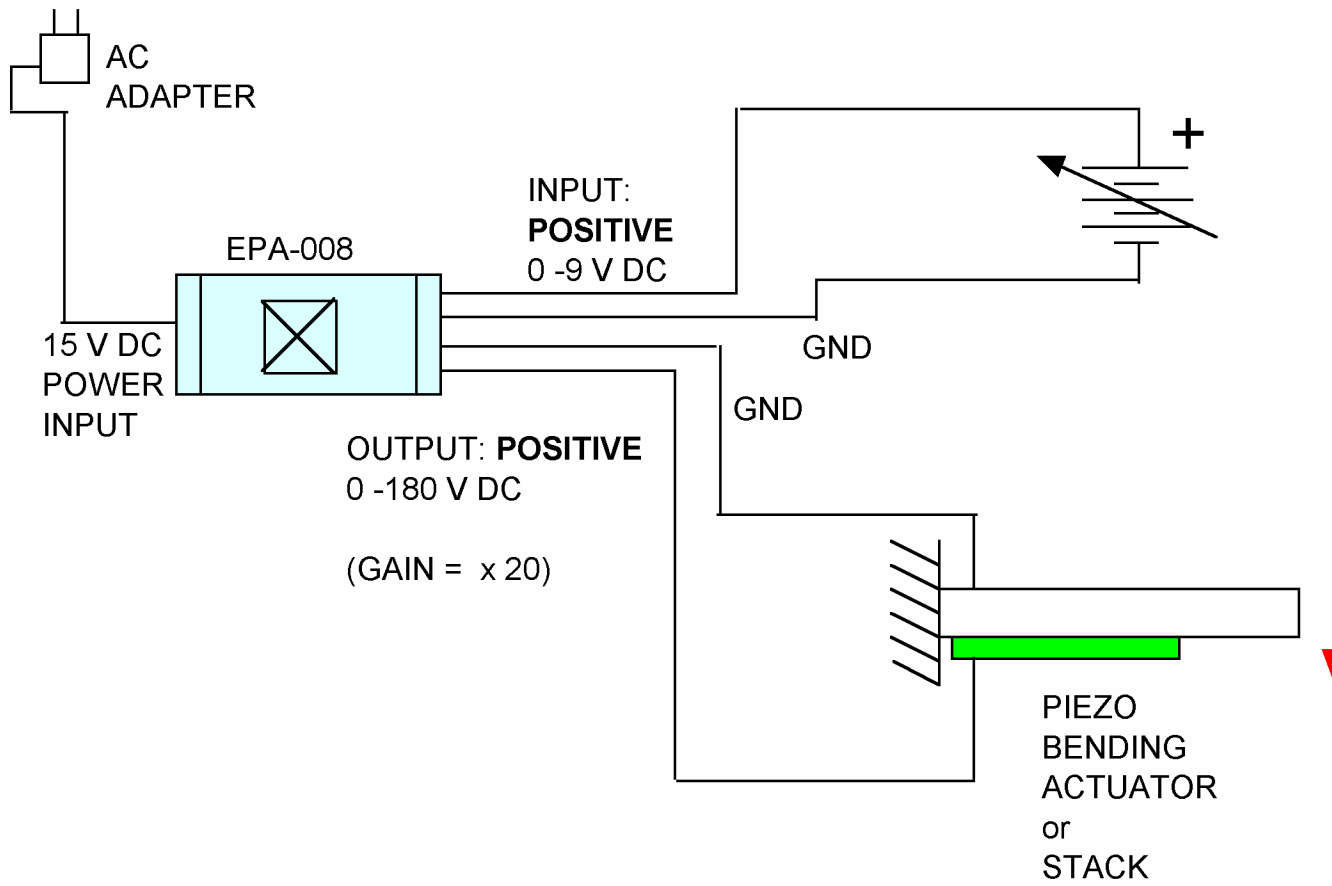 AC
ADAPTER
+
INPUT:
POSITIVE
0 -9 V DC
EPA-008
15 V DC
POWER
INPUT
GND
GND
OUTPUT: POSITIVE
0 -180 V DC
(GAIN = x 20)
PIEZO
BENDING
ACTUATOR
or
STACK